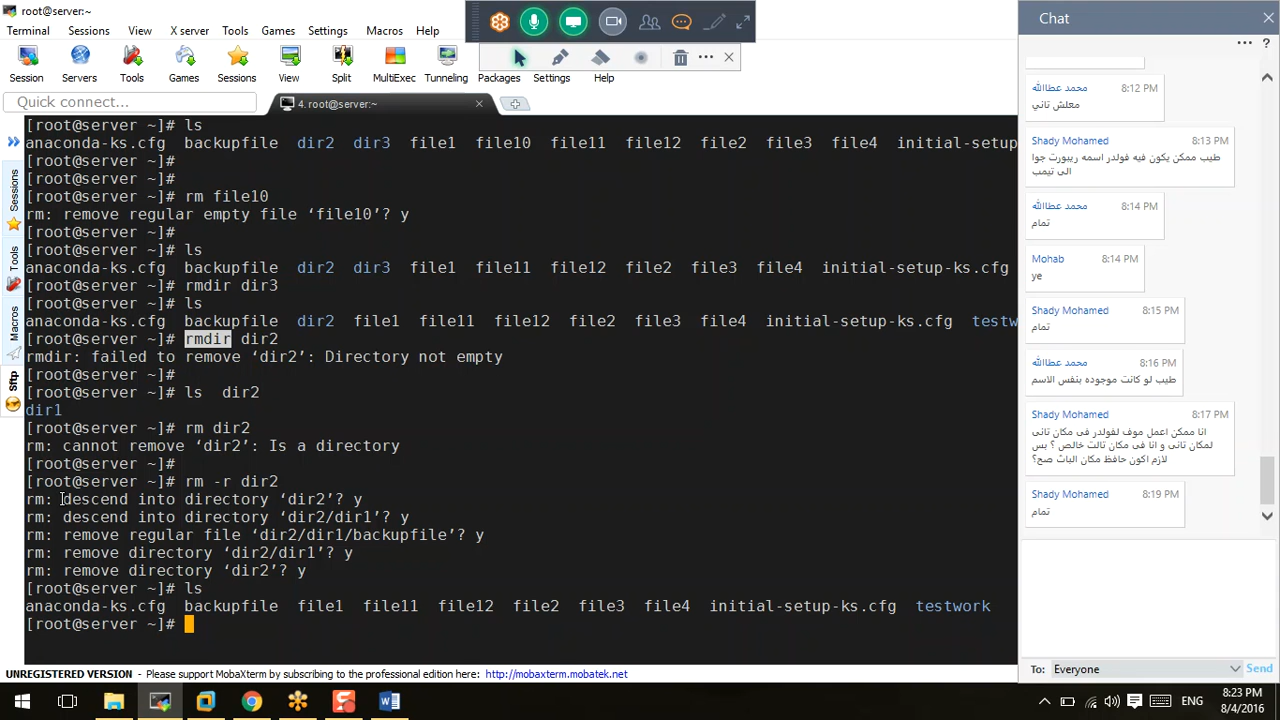 root@server:~
Terminal Sessions View X server Tools Games Settings Macros Help
Session Servers Tools Games Sessions View Split MultiExec Tunneling Packages Settings Help
Quick connect...
4. root@server:~
Sessions
Tools
Macros
Sftp
[root@server ~]# ls
anaconda-ks.cfg backupfile dir2 dir3 file1 file10 file11 file12 file2 file3 file4 initial-setup
[root@server ~]#
[root@server ~]#
[root@server ~]# rm file10
rm: remove regular empty file ‘file10’? y
[root@server ~]#
[root@server ~]# ls
anaconda-ks.cfg backupfile dir2 dir3 file1 file11 file12 file2 file3 file4 initial-setup-ks.cfg
[root@server ~]# rmdir dir3
[root@server ~]# ls
anaconda-ks.cfg backupfile dir2 file1 file11 file12 file2 file3 file4 initial-setup-ks.cfg testw
[root@server ~]# rmdir dir2
rmdir: failed to remove ‘dir2’: Directory not empty
[root@server ~]#
[root@server ~]# ls dir2
dir1
[root@server ~]# rm dir2
rm: cannot remove ‘dir2’: Is a directory
[root@server ~]#
[root@server ~]# rm -r dir2
rm: descend into directory ‘dir2’? y
rm: descend into directory ‘dir2/dir1’? y
rm: remove regular file ‘dir2/dir1/backupfile’? y
rm: remove directory ‘dir2/dir1’? y
rm: remove directory ‘dir2’? y
[root@server ~]# ls
anaconda-ks.cfg backupfile file1 file11 file12 file2 file3 file4 initial-setup-ks.cfg testwork
[root@server ~]#
UNREGISTERED VERSION - Please support MobaXterm by subscribing to the professional edition here: http://mobaxterm.mobatek.net
Chat
?
محمد عطاالله 8:12 PM
معلش تاني
Shady Mohamed 8:13 PM
طيب ممكن يكون فيه فولدر اسمه ريبورت جوا
الى تيمب
محمد عطاالله 8:14 PM
تمام
Mohab 8:14 PM
ye
Shady Mohamed 8:15 PM
تمام
محمد عطاالله 8:16 PM
طيب لو كانت موجوده بنفس الاسم
Shady Mohamed 8:17 PM
انا ممكن اعمل موف لفولدر فى مكان تانى
لمكان تانى و انا فى مكان تالت خالص ؟ بس
لازم اكون حافظ مكان الباث صح؟
Shady Mohamed 8:19 PM
تمام
To: Everyone Send
ENG
8:23 PM
8/4/2016